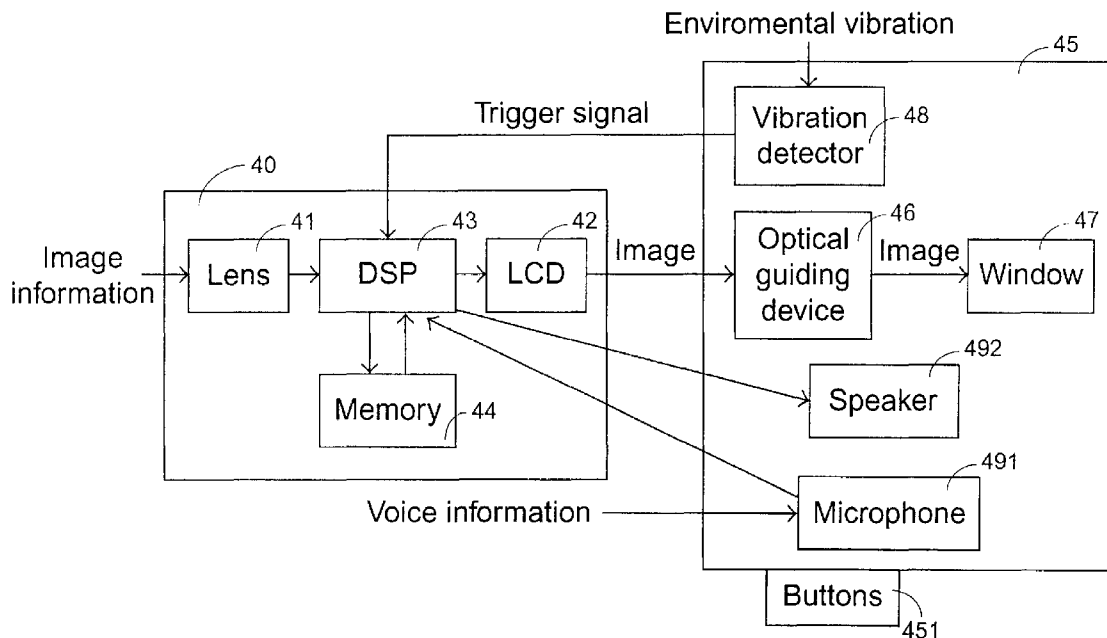 Enviromental vibration
45
Trigger signal
Vibration
detector
48
40
41
43
42
46
47
Image
information
Lens
DSP
LCD
Image
Optical
guiding
device
Image
Window
492
Memory
44
Speaker
491
Voice information
Microphone
Buttons
451